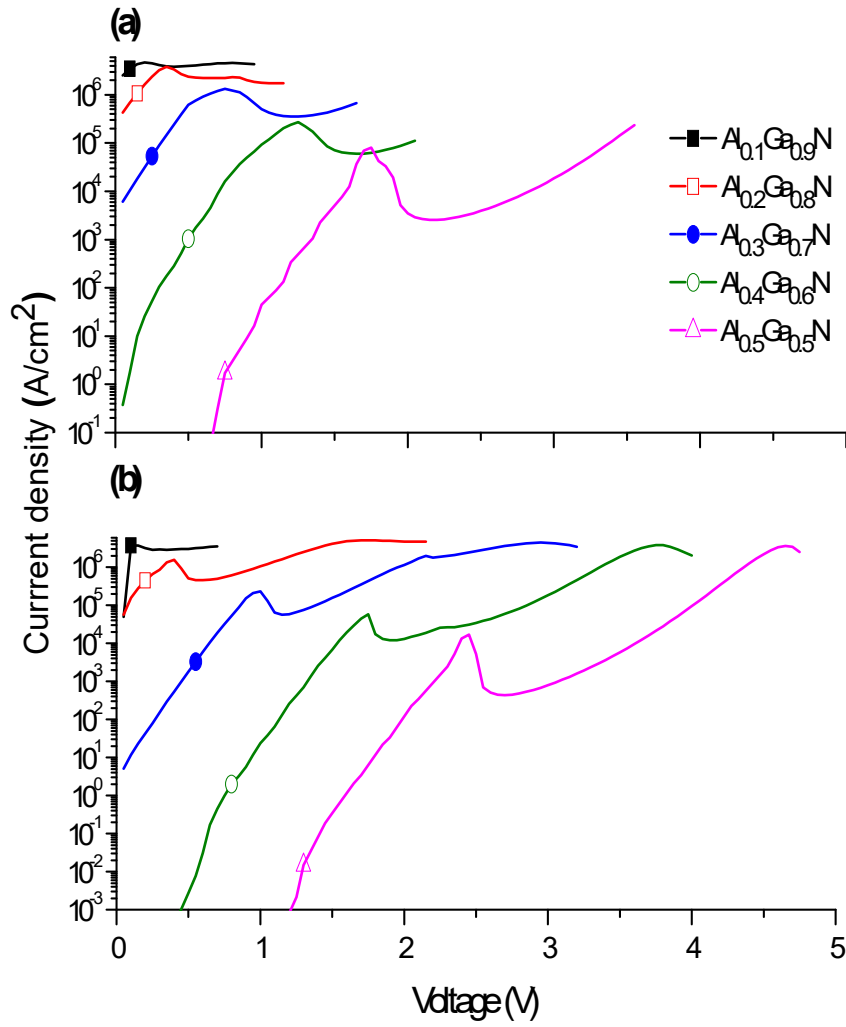 (a)
10^6
10^5
10^4
10^3
10^2
10^1
10^0
10^-1
Al0.1Ga0.9N
Al0.2Ga0.8N
Al0.3Ga0.7N
Al0.4Ga0.6N
Al0.5Ga0.5N
Currrent density (A/cm^2)
(b)
10^6
10^5
10^4
10^3
10^2
10^1
10^0
10^-1
10^-2
10^-3
0 1 2 3 4 5
Voltage (V)